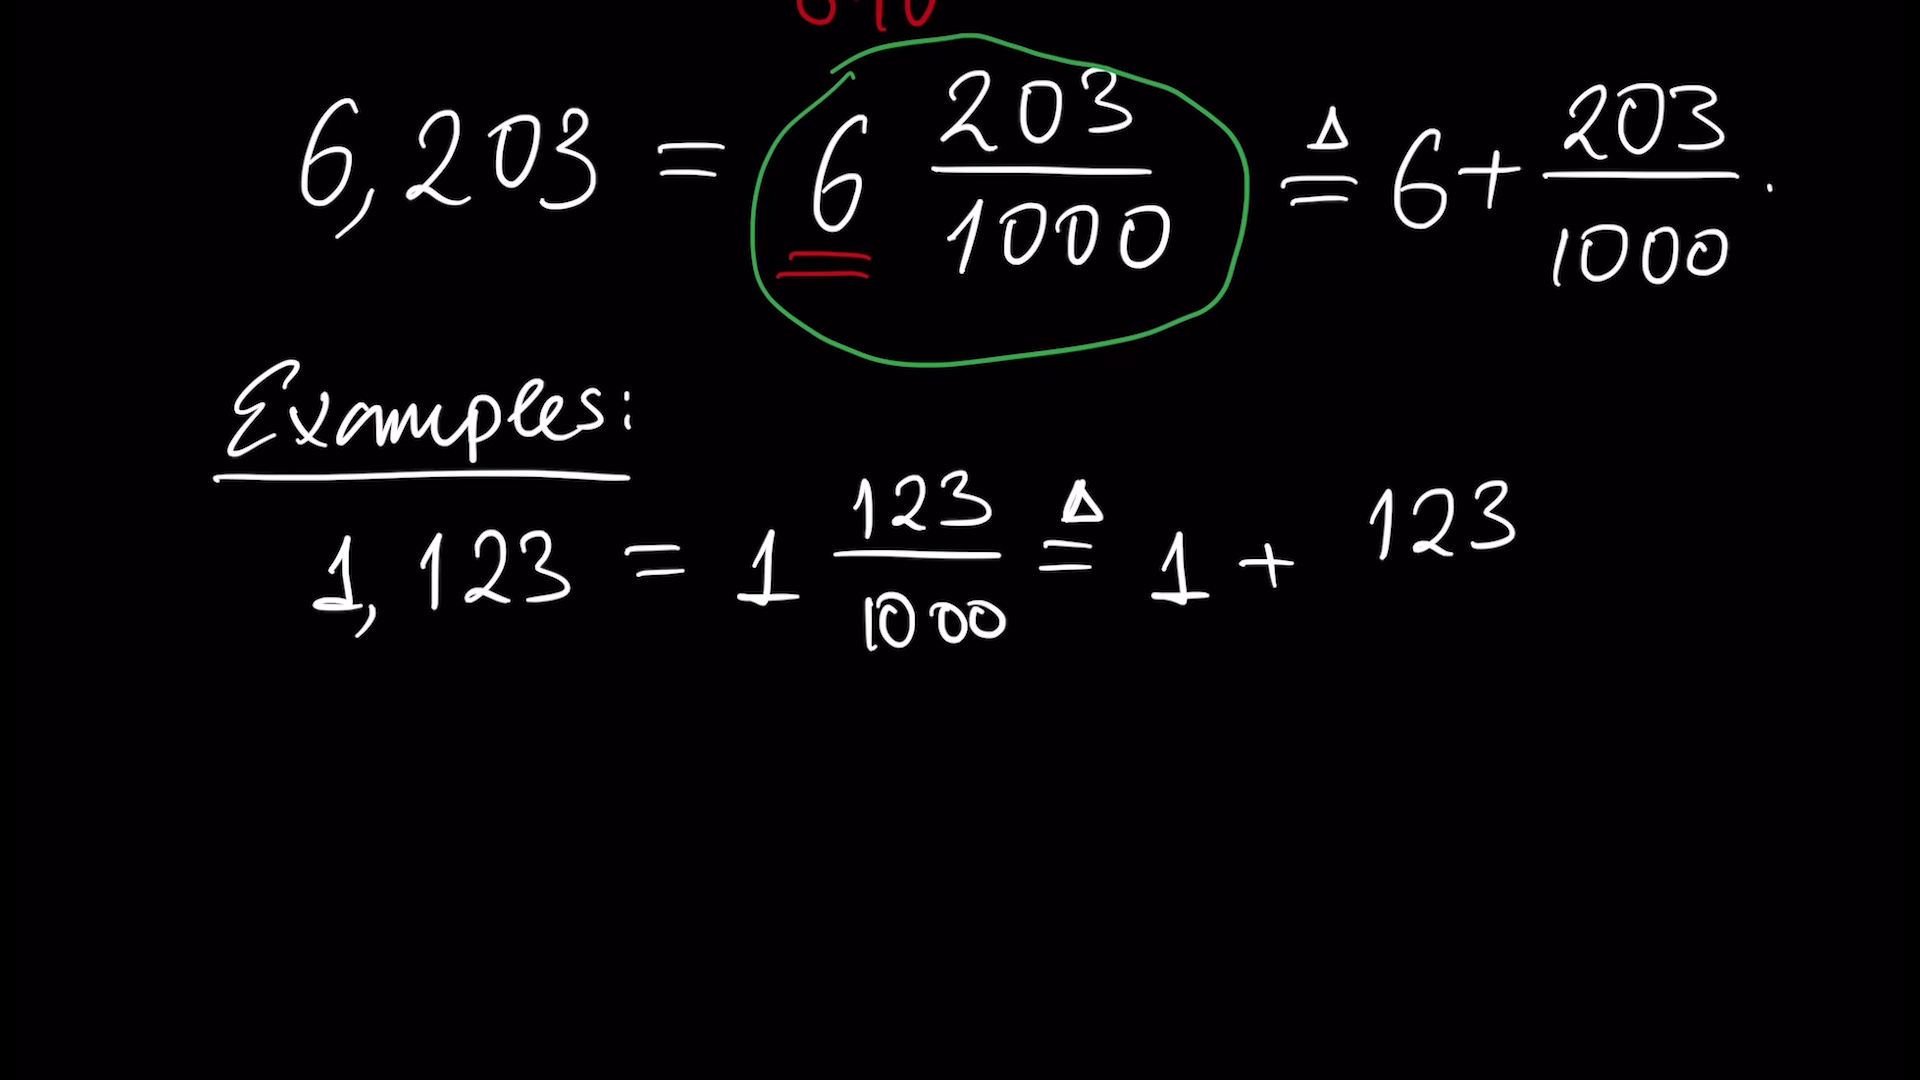 6,203 = 6 203/1000 ≜ 6 + 203/1000.
Examples:
1,123 = 1 123/1000 ≜ 1 + 123